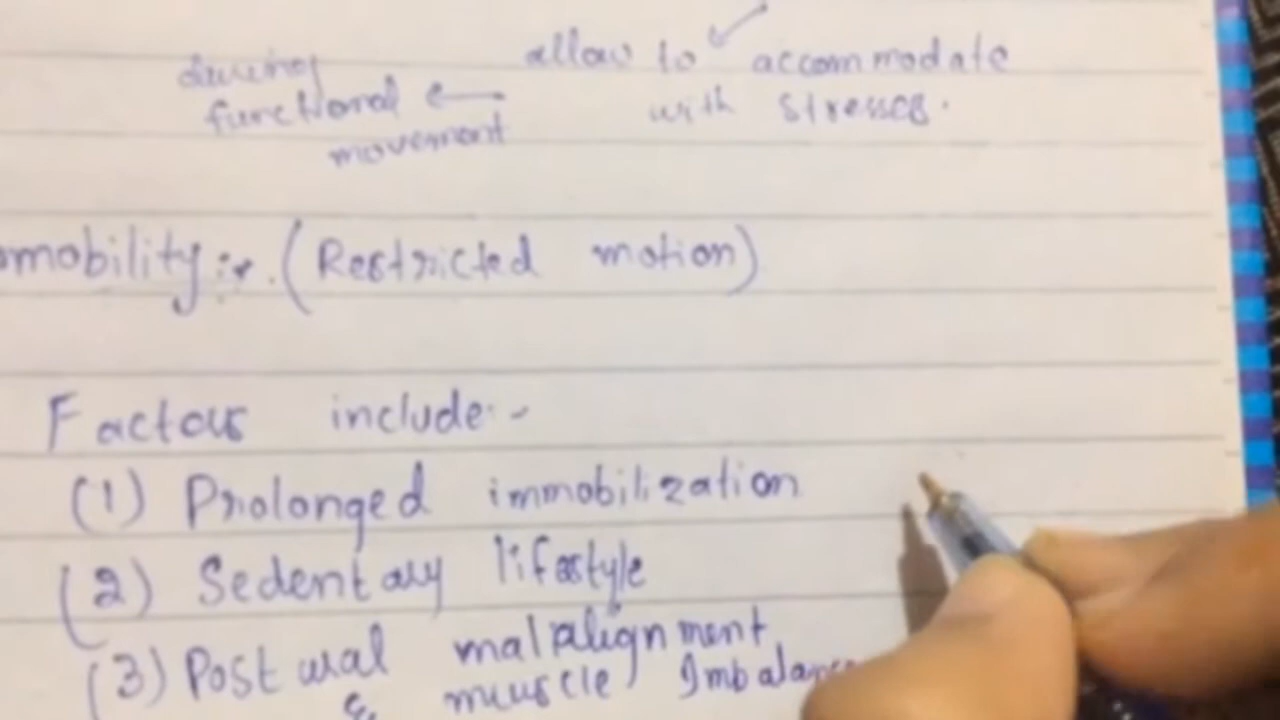 allow to accommodate
with stresses.
during
functional
movement
omobility:- (Restricted motion)
Factors include:-
(1) Prolonged immobilization
(2) Sedentary lifestyle
(3) Postural malalignment
& muscle Imbalance